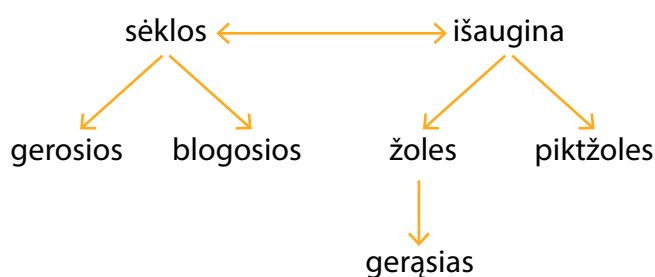 sėklos išaugina
gerosios blogosios žoles piktžoles
gerąsias